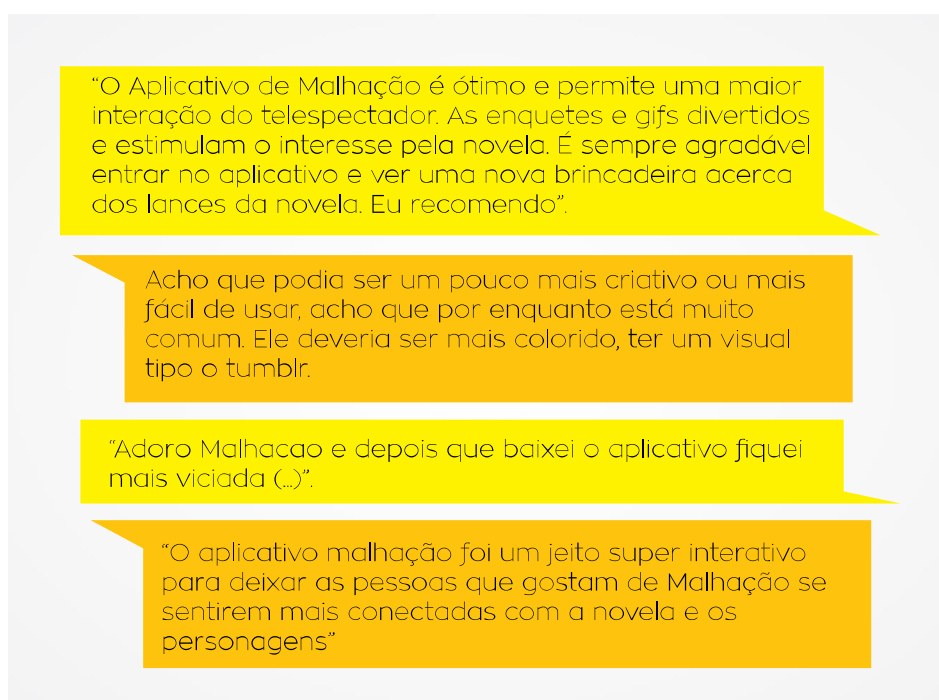 “O Aplicativo de Malhação é ótimo e permite uma maior
interação do telespectador. As enquetes e gifs divertidos
e estimulam o interesse pela novela. É sempre agradável
entrar no aplicativo e ver uma nova brincadeira acerca
dos lances da novela. Eu recomendo”.
Acho que podia ser um pouco mais criativo ou mais
fácil de usar, acho que por enquanto está muito
comum. Ele deveria ser mais colorido, ter um visual
tipo o tumblr.
“Adoro Malhacao e depois que baixei o aplicativo fiquei
mais viciada (...)”.
“O aplicativo malhação foi um jeito super interativo
para deixar as pessoas que gostam de Malhação se
sentirem mais conectadas com a novela e os
personagens”